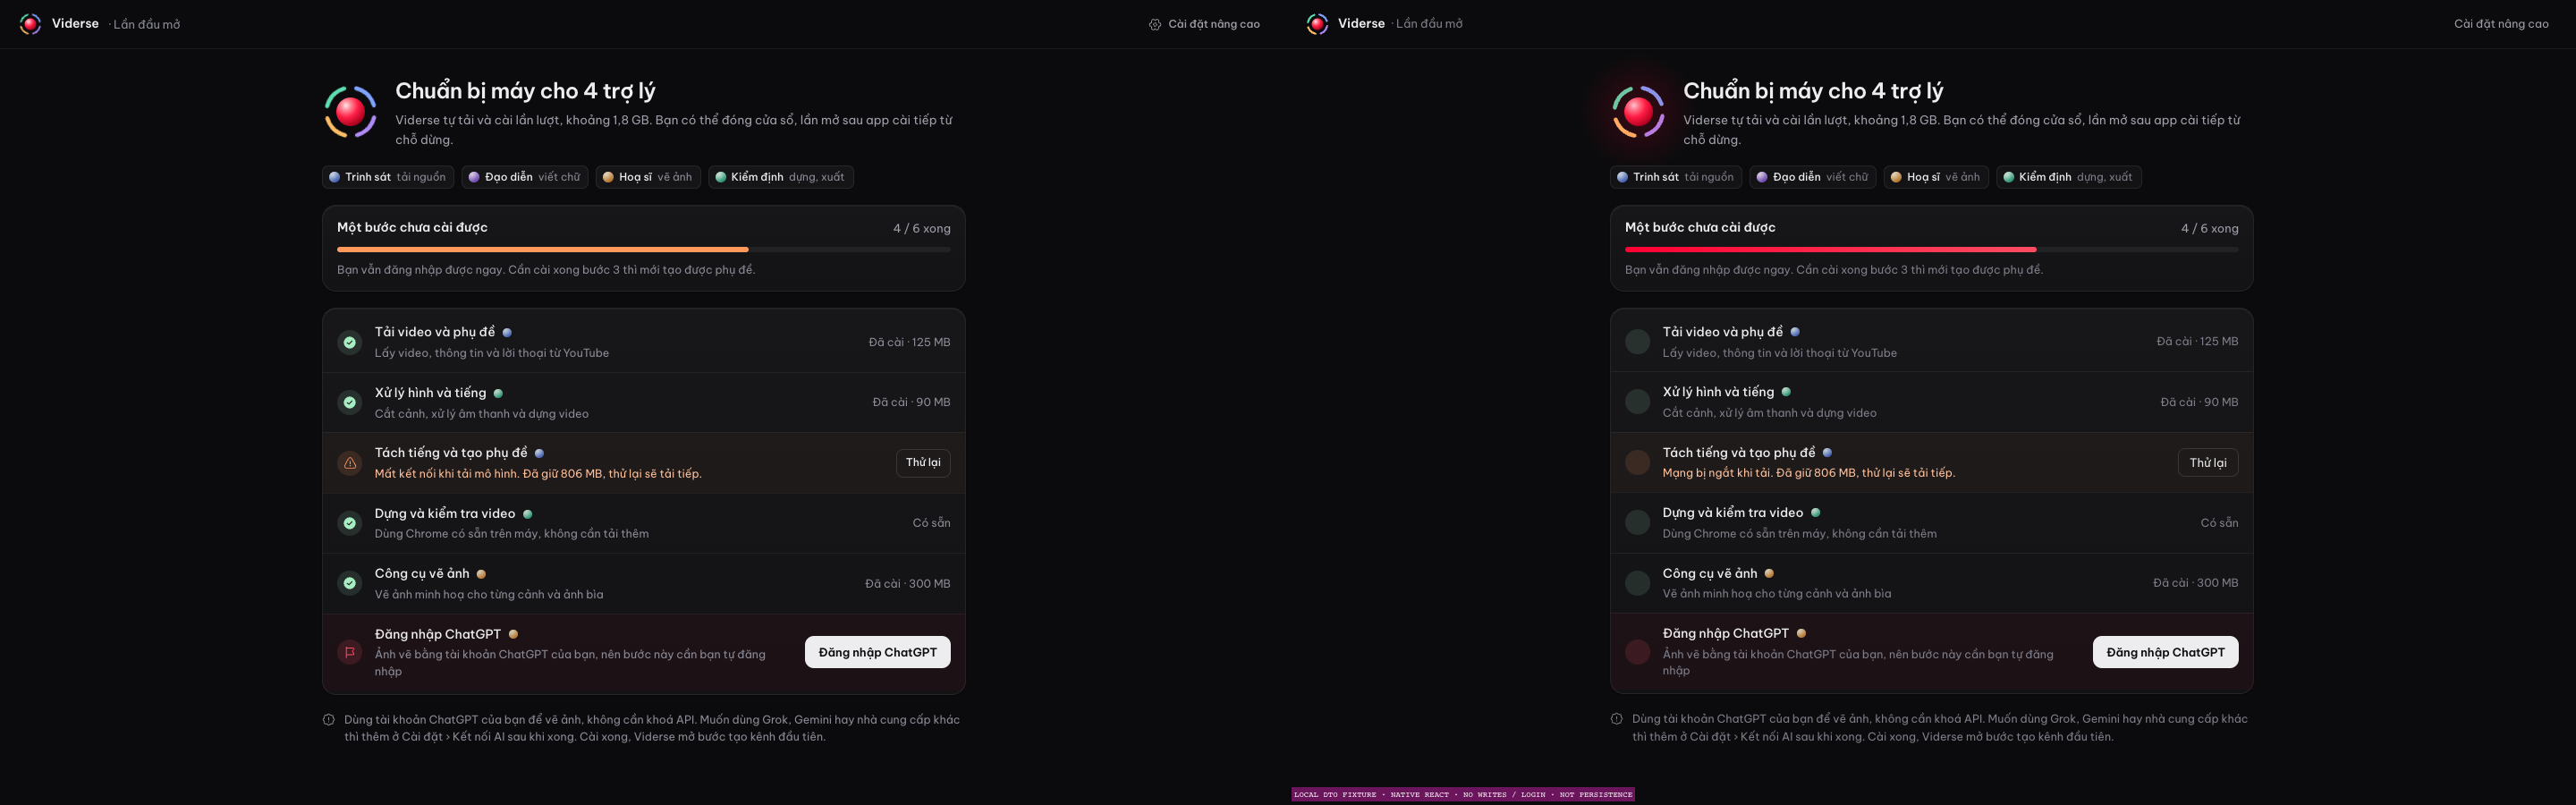 Viderse · Lần đầu mở
Cài đặt nâng cao
Chuẩn bị máy cho 4 trợ lý
Viderse tự tải và cài lần lượt, khoảng 1,8 GB. Bạn có thể đóng cửa sổ, lần mở sau app cài tiếp từ
chỗ dừng.
Trinh sát tải nguồn Đạo diễn viết chữ Hoạ sĩ vẽ ảnh Kiểm định dựng, xuất
Một bước chưa cài được 4 / 6 xong
Bạn vẫn đăng nhập được ngay. Cần cài xong bước 3 thì mới tạo được phụ đề.
Tải video và phụ đề
Lấy video, thông tin và lời thoại từ YouTube
Đã cài · 125 MB
Xử lý hình và tiếng
Cắt cảnh, xử lý âm thanh và dựng video
Đã cài · 90 MB
Tách tiếng và tạo phụ đề
Mất kết nối khi tải mô hình. Đã giữ 806 MB, thử lại sẽ tải tiếp.
Thử lại
Dựng và kiểm tra video
Dùng Chrome có sẵn trên máy, không cần tải thêm
Có sẵn
Công cụ vẽ ảnh
Vẽ ảnh minh hoạ cho từng cảnh và ảnh bìa
Đã cài · 300 MB
Đăng nhập ChatGPT
Ảnh vẽ bằng tài khoản ChatGPT của bạn, nên bước này cần bạn tự đăng
nhập
Đăng nhập ChatGPT
Dùng tài khoản ChatGPT của bạn để vẽ ảnh, không cần khoá API. Muốn dùng Grok, Gemini hay nhà cung cấp khác
thì thêm ở Cài đặt › Kết nối AI sau khi xong. Cài xong, Viderse mở bước tạo kênh đầu tiên.
Viderse · Lần đầu mở
Cài đặt nâng cao
Chuẩn bị máy cho 4 trợ lý
Viderse tự tải và cài lần lượt, khoảng 1,8 GB. Bạn có thể đóng cửa sổ, lần mở sau app cài tiếp từ
chỗ dừng.
Trinh sát tải nguồn Đạo diễn viết chữ Hoạ sĩ vẽ ảnh Kiểm định dựng, xuất
Một bước chưa cài được 4 / 6 xong
Bạn vẫn đăng nhập được ngay. Cần cài xong bước 3 thì mới tạo được phụ đề.
Tải video và phụ đề
Lấy video, thông tin và lời thoại từ YouTube
Đã cài · 125 MB
Xử lý hình và tiếng
Cắt cảnh, xử lý âm thanh và dựng video
Đã cài · 90 MB
Tách tiếng và tạo phụ đề
Mạng bị ngắt khi tải. Đã giữ 806 MB, thử lại sẽ tải tiếp.
Thử lại
Dựng và kiểm tra video
Dùng Chrome có sẵn trên máy, không cần tải thêm
Có sẵn
Công cụ vẽ ảnh
Vẽ ảnh minh hoạ cho từng cảnh và ảnh bìa
Đã cài · 300 MB
Đăng nhập ChatGPT
Ảnh vẽ bằng tài khoản ChatGPT của bạn, nên bước này cần bạn tự đăng
nhập
Đăng nhập ChatGPT
Dùng tài khoản ChatGPT của bạn để vẽ ảnh, không cần khoá API. Muốn dùng Grok, Gemini hay nhà cung cấp khác
thì thêm ở Cài đặt › Kết nối AI sau khi xong. Cài xong, Viderse mở bước tạo kênh đầu tiên.
LOCAL DTO FIXTURE · NATIVE REACT · NO WRITES / LOGIN · NOT PERSISTENCE